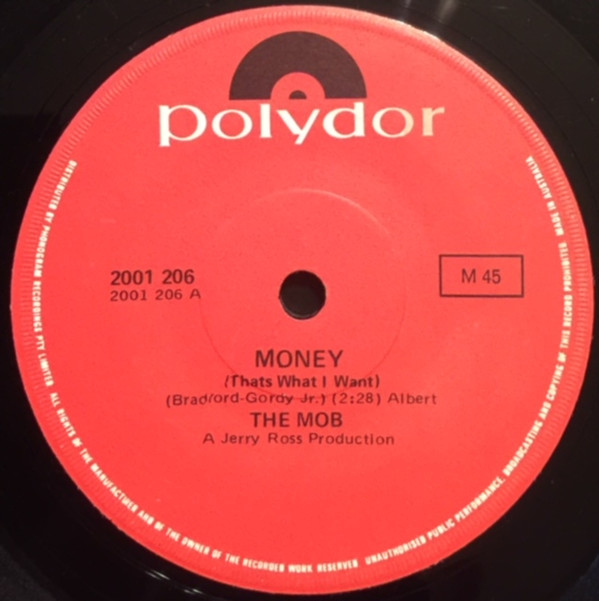 polydor
2001 206
2001 206 A
M 45
MONEY
(Thats What I Want)
(Bradford-Gordy Jr.) (2:28) Albert
THE MOB
A Jerry Ross Production
DISTRIBUTED BY PHONOGRAM RECORDINGS PTY LIMITED ALL RIGHTS OF THE MANUFACTURER AND OF THE OWNER OF THE RECORDED WORK RESERVED UNAUTHORISED PUBLIC PERFORMANCE, BROADCASTING AND COPYING OF THIS RECORD PROHIBITED MADE IN AUSTRALIA